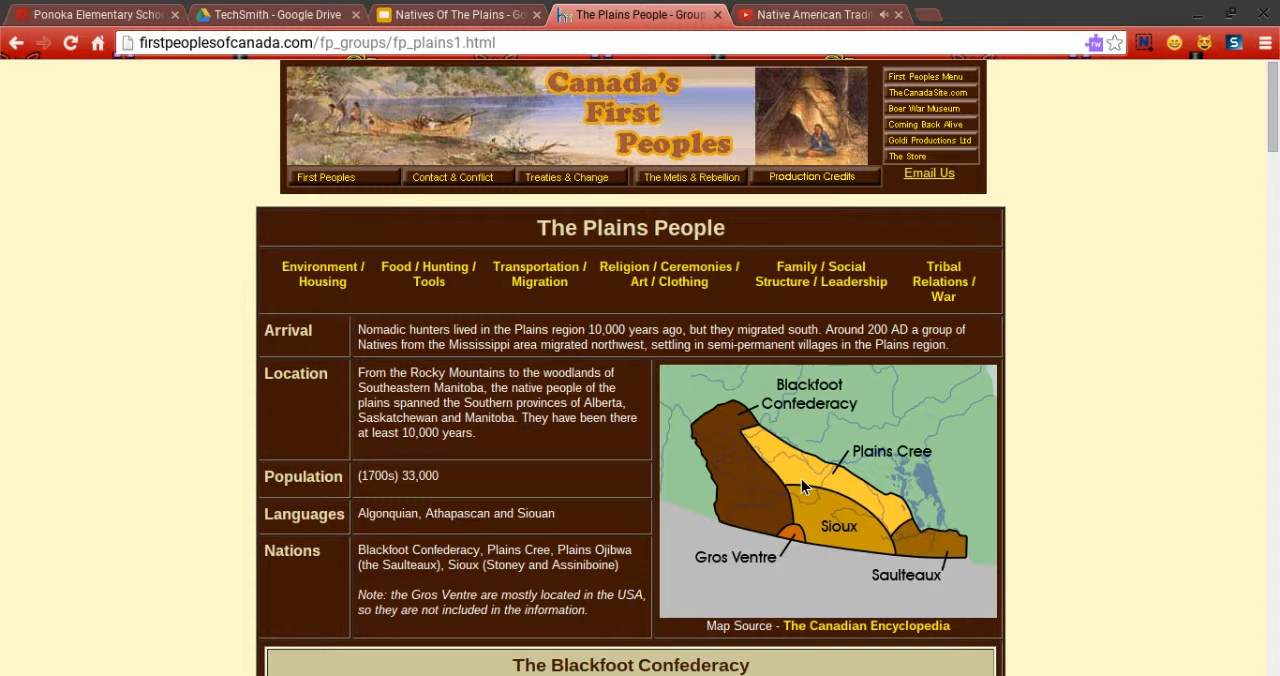 Ponoka Elementary Scho
TechSmith - Google Drive
Natives Of The Plains - Go
The Plains People - Group
Native American Tradi
firstpeoplesofcanada.com/fp_groups/fp_plains1.html
Canada's
First
Peoples
First Peoples Menu
TheCanadaSite.com
Boer War Museum
Coming Back Alive
Goldi Productions Ltd
The Store
Email Us
First Peoples
Contact & Conflict
Treaties & Change
The Metis & Rebellion
Production Credits
The Plains People
Environment /
Housing
Food / Hunting /
Tools
Transportation /
Migration
Religion / Ceremonies /
Art / Clothing
Family / Social
Structure / Leadership
Tribal
Relations /
War
Arrival
Nomadic hunters lived in the Plains region 10,000 years ago, but they migrated south. Around 200 AD a group of
Natives from the Mississippi area migrated northwest, settling in semi-permanent villages in the Plains region.
Location
From the Rocky Mountains to the woodlands of
Southeastern Manitoba, the native people of the
plains spanned the Southern provinces of Alberta,
Saskatchewan and Manitoba. They have been there
at least 10,000 years.
Population
(1700s) 33,000
Languages
Algonquian, Athapascan and Siouan
Nations
Blackfoot Confederacy, Plains Cree, Plains Ojibwa
(the Saulteaux), Sioux (Stoney and Assiniboine)
Note: the Gros Ventre are mostly located in the USA,
so they are not included in the information.
Blackfoot
Confederacy
Plains Cree
Sioux
Gros Ventre
Saulteaux
Map Source - The Canadian Encyclopedia
The Blackfoot Confederacy